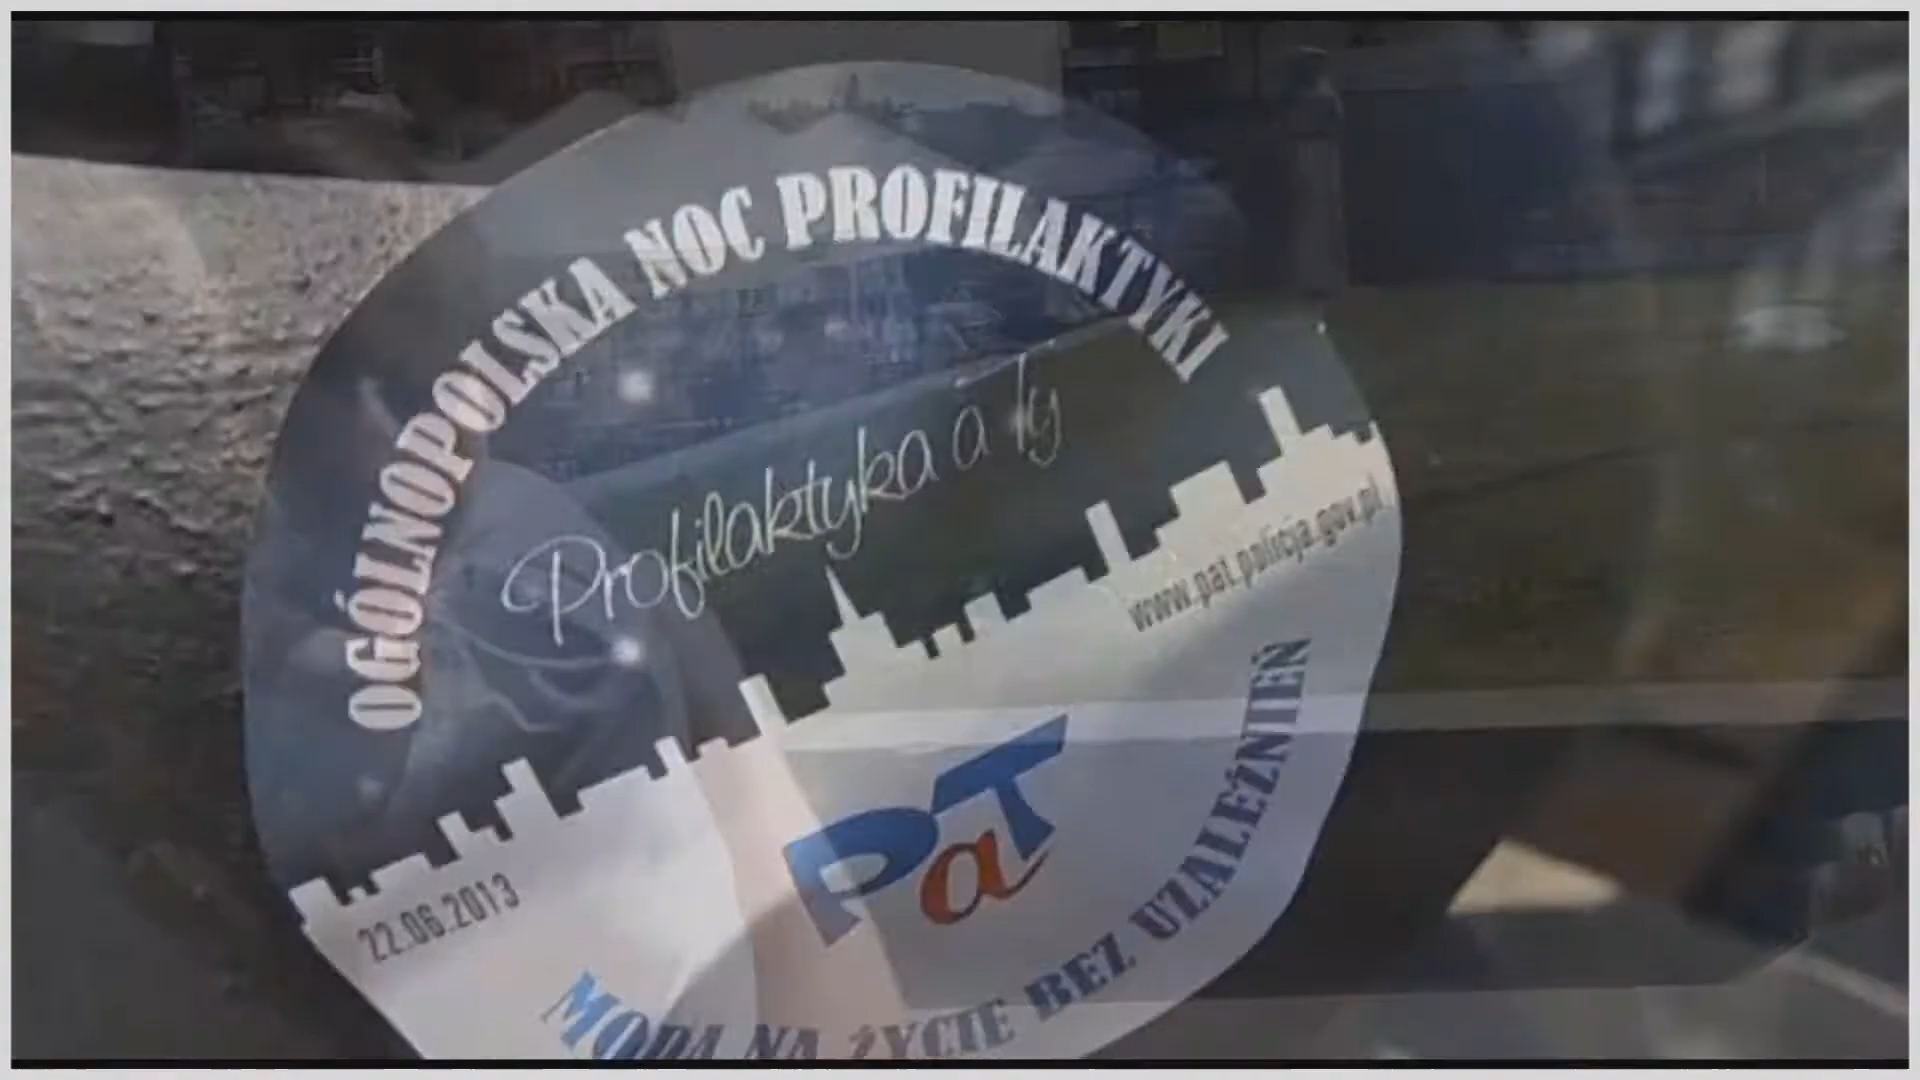 OGÓLNOPOLSKA NOC PROFILAKTYKI
Profilaktyka a Ty
www.pat.policja.gov.pl
22.06.2013
PaT
MODA NA ŻYCIE BEZ UZALEŻNIEŃ